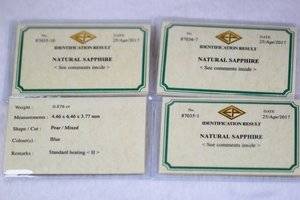 No. 87035-10
DATE 25/Apr/2017
IDENTIFICATION RESULT
NATURAL SAPPHIRE
< See comments inside >
No. 87036-7
DATE 25/Apr/2017
IDENTIFICATION RESULT
NATURAL SAPPHIRE
< See comments inside >
Weight : 0.876 ct
Measurements : 4.46 x 6.46 x 3.77 mm
Shape / Cut : Pear / Mixed
Colour(s) : Blue
Remarks : Standard heating < H >
No. 87035-1
DATE 25/Apr/2017
IDENTIFICATION RESULT
NATURAL SAPPHIRE
< See comments inside >